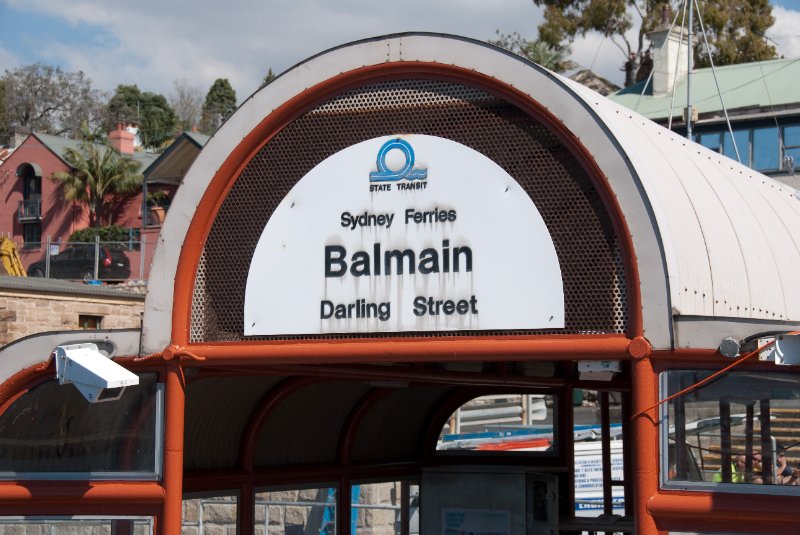 STATE TRANSIT
Sydney Ferries
Balmain
Darling Street